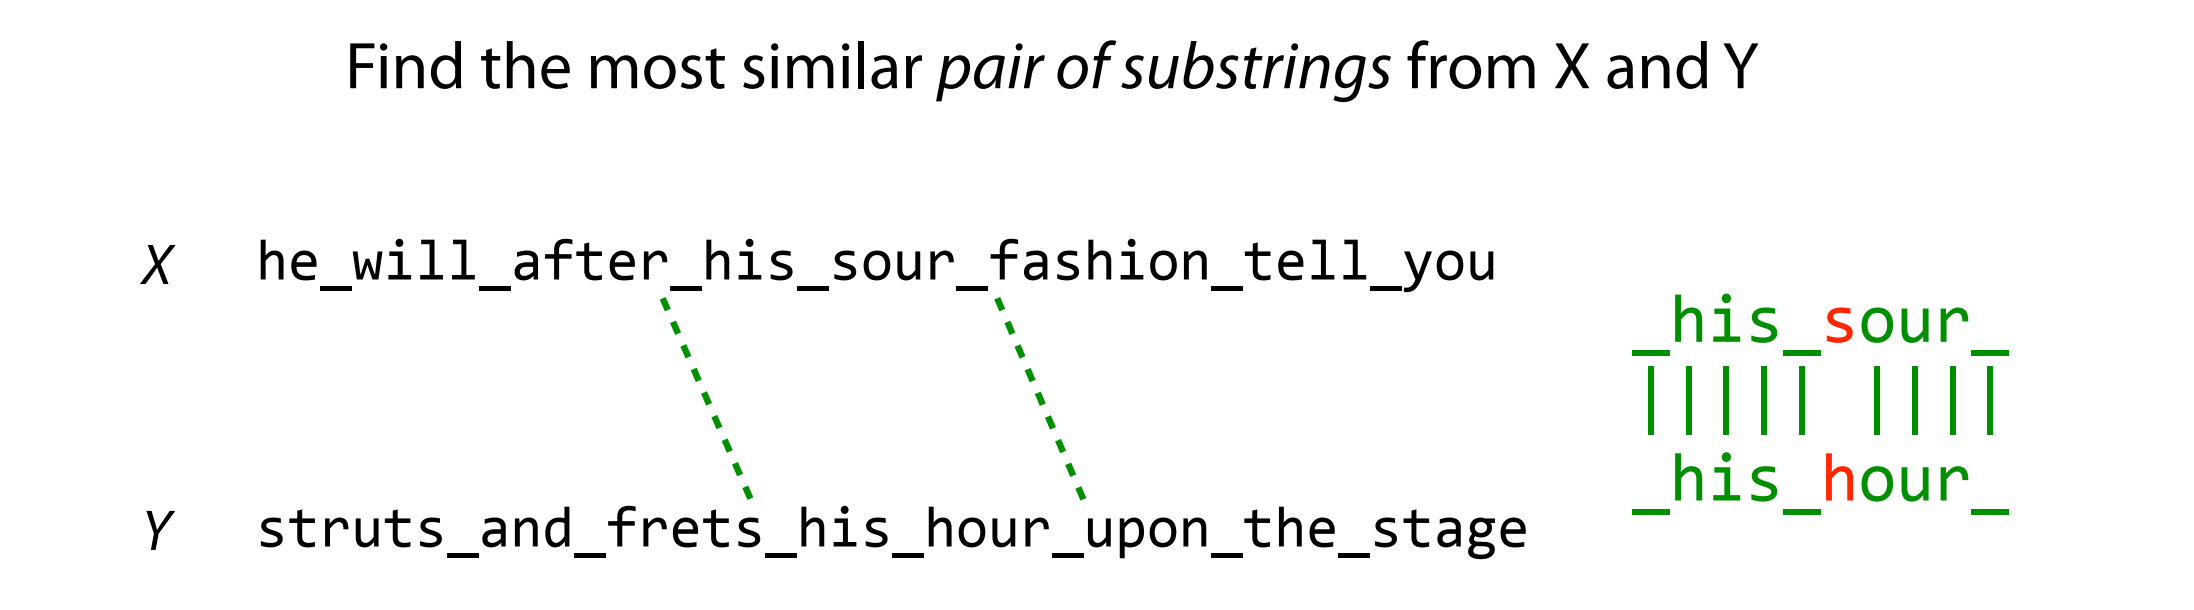 Find the most similar pair of substrings from X and Y
X he_will_after_his_sour_fashion_tell_you
_his_sour_
||||| ||||
_his_hour_
Y struts_and_frets_his_hour_upon_the_stage